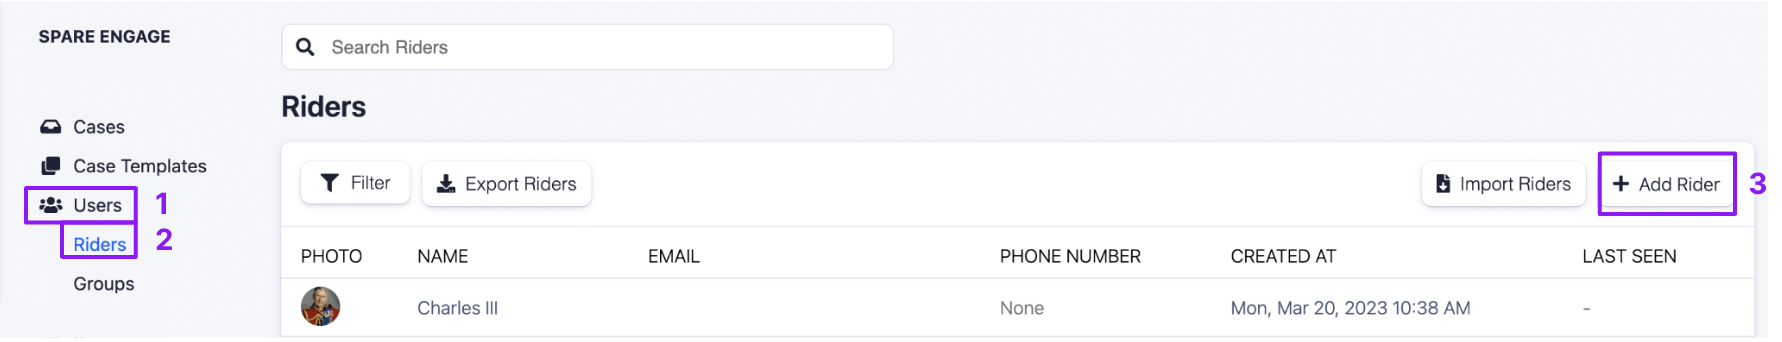 SPARE ENGAGE
Search Riders
Riders
Cases
Case Templates
Users 1
Riders 2
Groups
Filter Export Riders Import Riders + Add Rider 3
PHOTO NAME EMAIL PHONE NUMBER CREATED AT LAST SEEN
Charles III None Mon, Mar 20, 2023 10:38 AM -